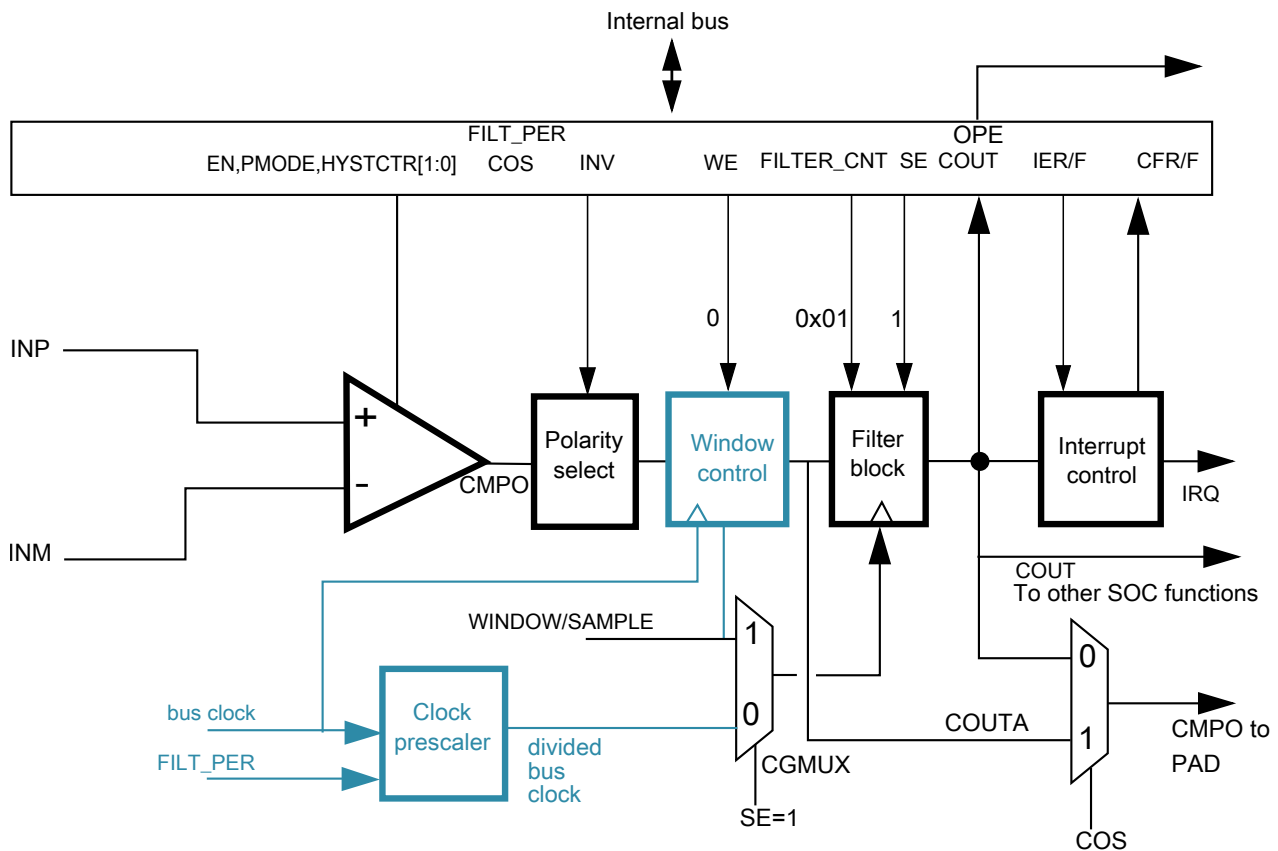 Internal bus
FILT_PER
OPE
EN,PMODE,HYSTCTR[1:0]
COS
INV
WE
FILTER_CNT
SE
COUT
IER/F
CFR/F
0
0x01
1
INP
+
-
INM
CMPO
Polarity
select
Window
control
Filter
block
Interrupt
control
IRQ
COUT
To other SOC functions
WINDOW/SAMPLE
1
0
CGMUX
SE=1
bus clock
FILT_PER
Clock
prescaler
divided
bus
clock
COUTA
0
1
COS
CMPO to
PAD